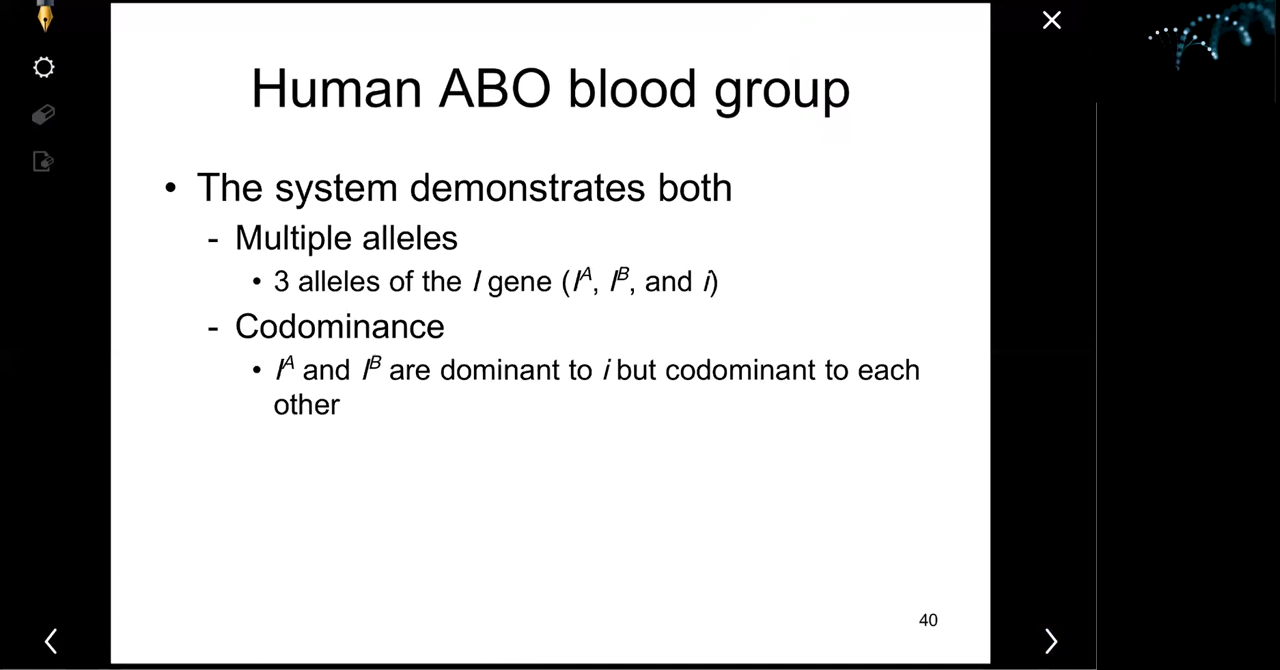 Human ABO blood group
• The system demonstrates both
- Multiple alleles
• 3 alleles of the I gene (Iᴬ, Iᴮ, and i)
- Codominance
• Iᴬ and Iᴮ are dominant to i but codominant to each
other
40